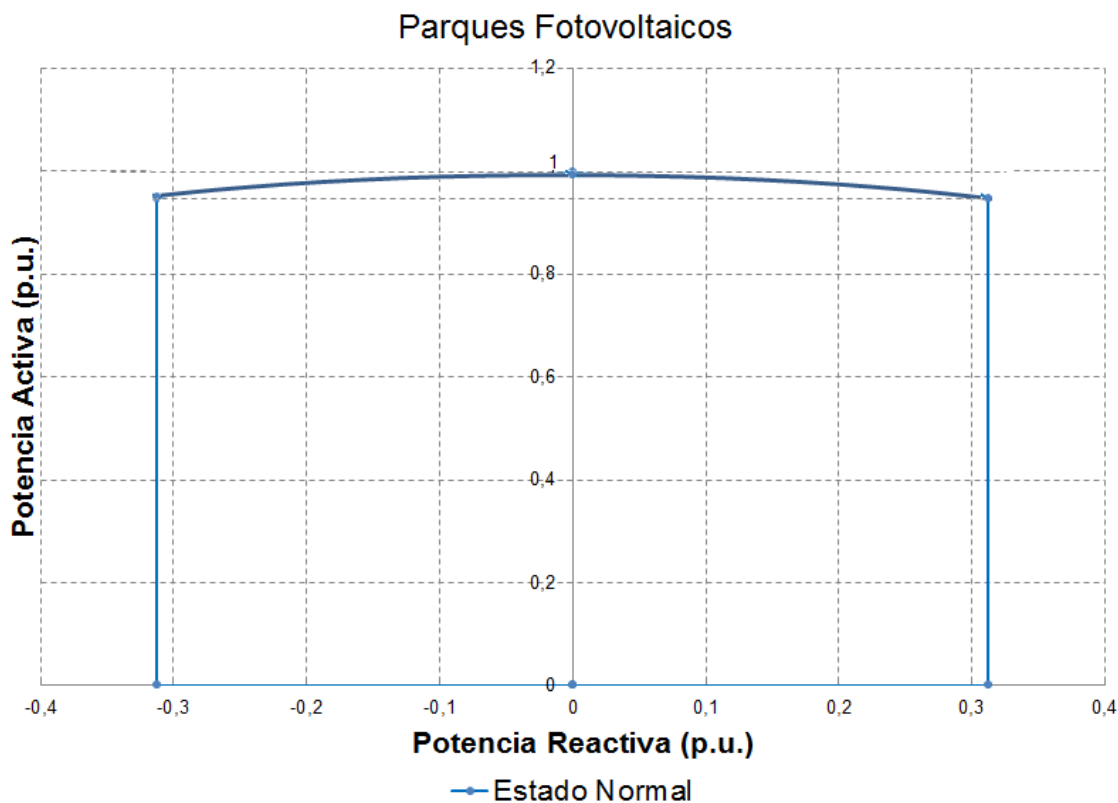 Parques Fotovoltaicos
1,2
1
0,8
0,6
0,4
0,2
0
Potencia Activa (p.u.)
-0,4 -0,3 -0,2 -0,1 0 0,1 0,2 0,3 0,4
Potencia Reactiva (p.u.)
Estado Normal